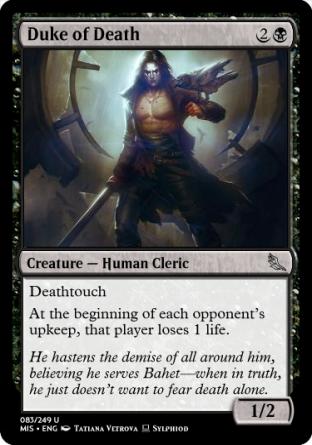 Duke of Death 2
Creature — Human Cleric
Deathtouch
At the beginning of each opponent's
upkeep, that player loses 1 life.
He hastens the demise of all around him,
believing he serves Bahet—when in truth,
he just doesn't want to fear death alone.
1/2
083/249 U
MIS • ENG Tatiana Vetrova Sylphiod